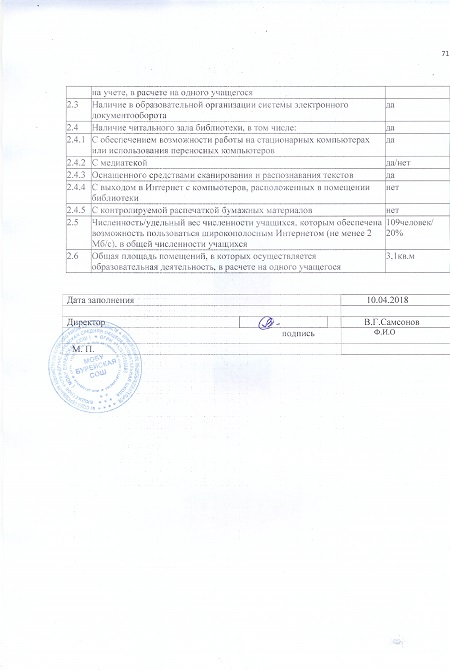 71
на учете, в расчете на одного учащегося
2.3 Наличие в образовательной организации системы электронного да
документооборота
2.4 Наличие читального зала библиотеки, в том числе: да
2.4.1 С обеспечением возможности работы на стационарных компьютерах да
или использования переносных компьютеров
2.4.2 С медиатекой да/нет
2.4.3 Оснащенного средствами сканирования и распознавания текстов да
2.4.4 С выходом в Интернет с компьютеров, расположенных в помещении нет
библиотеки
2.4.5 С контролируемой распечаткой бумажных материалов нет
2.5 Численность/удельный вес численности учащихся, которым обеспечена 109человек/
возможность пользоваться широкополосным Интернетом (не менее 2 20%
Мб/с), в общей численности учащихся
2.6 Общая площадь помещений, в которых осуществляется 3,1кв.м
образовательная деятельность, в расчете на одного учащегося
Дата заполнения 10.04.2018
Директор В.Г.Самсонов
подпись Ф.И.О
М. П.
МОБУ
БУРЕЙСКАЯ
СОШ